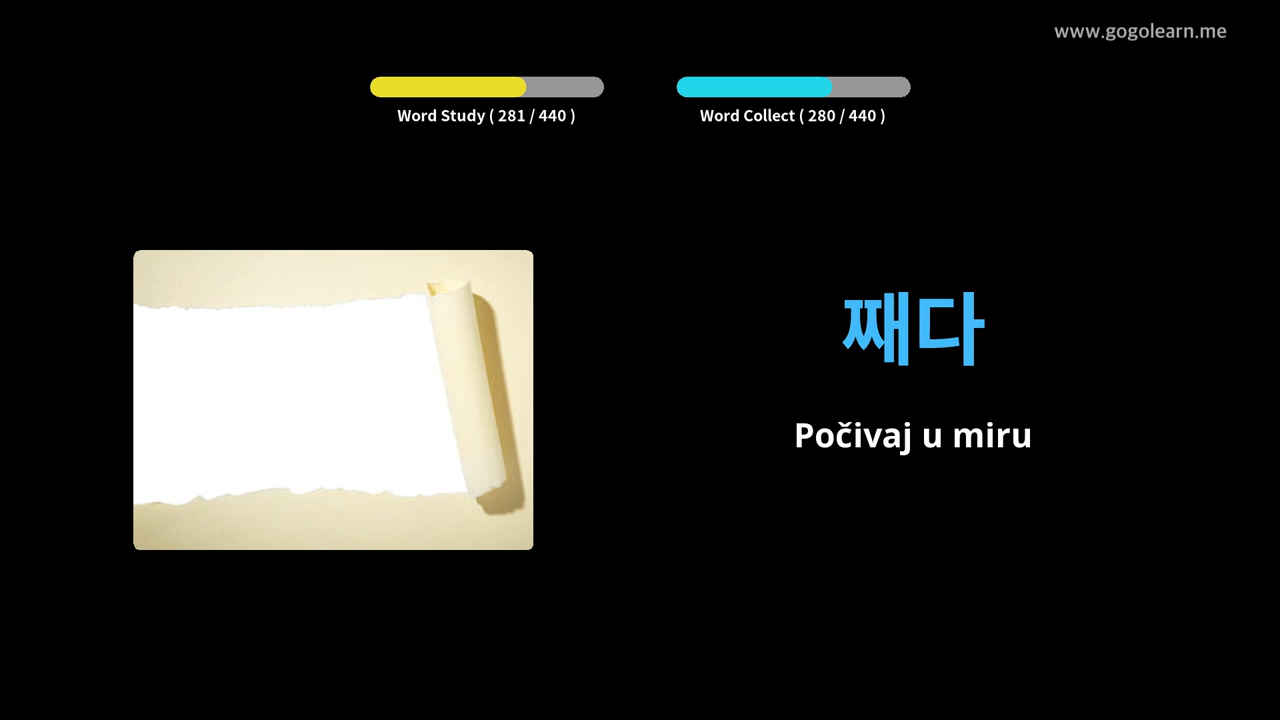 www.gogolearn.me
Word Study ( 281 / 440 )
Word Collect ( 280 / 440 )
째다
Počivaj u miru